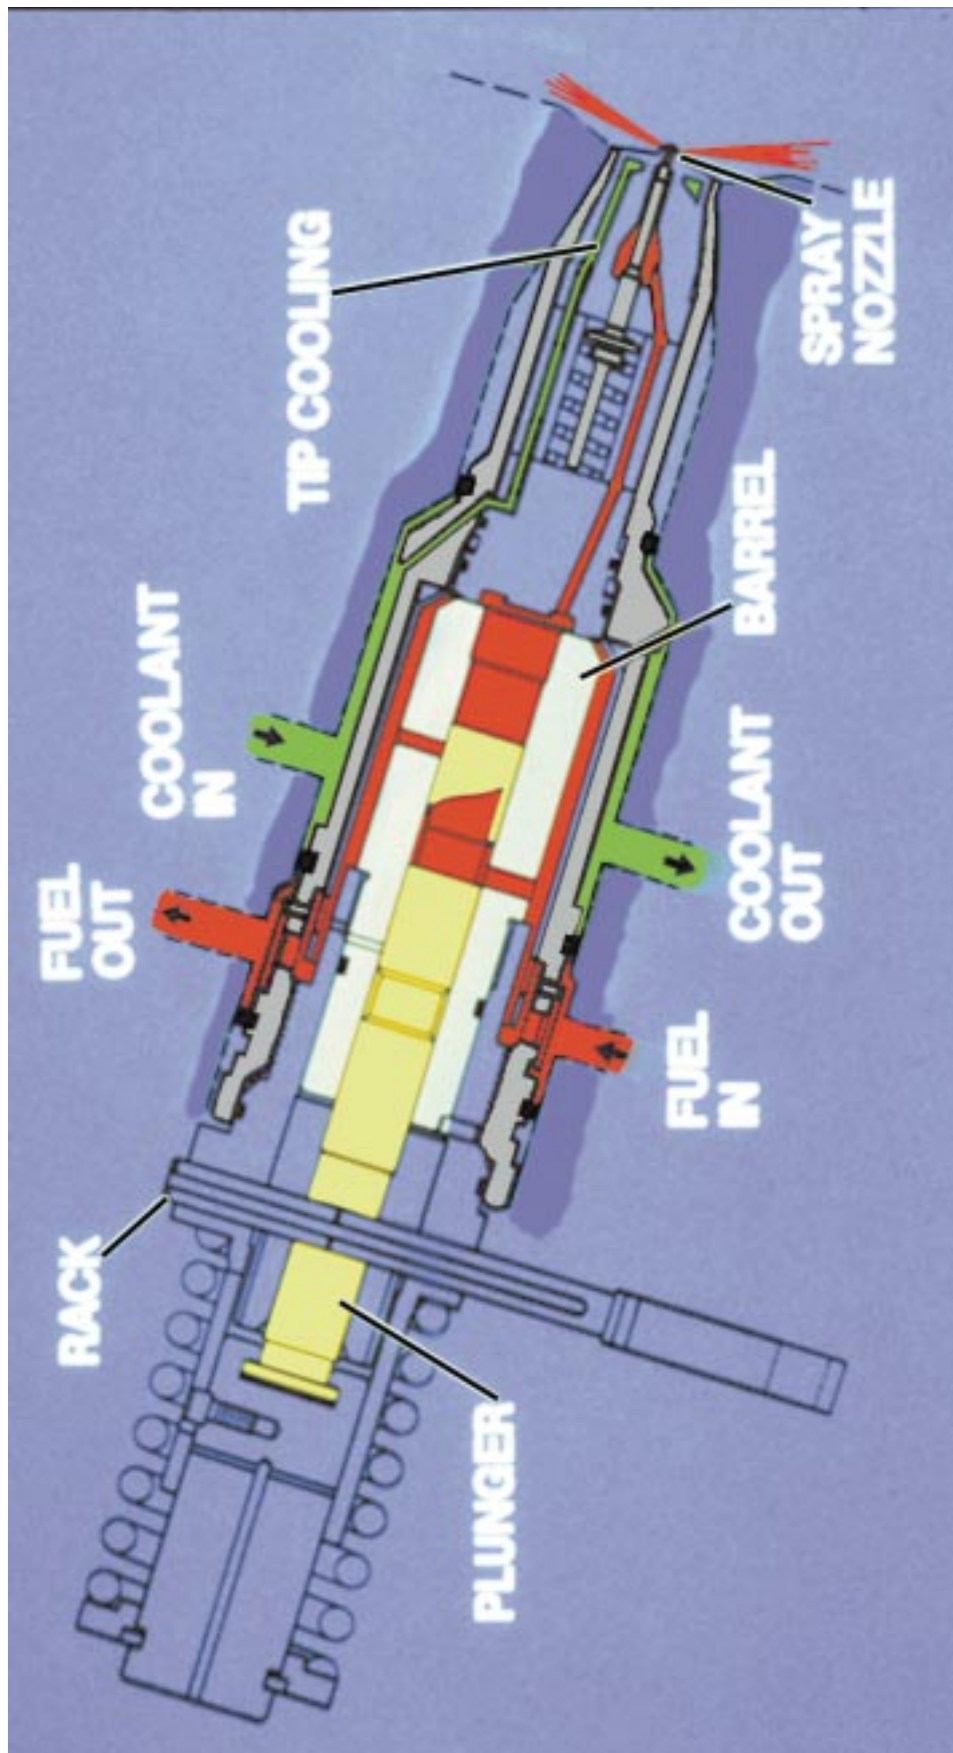 TIP COOLING
SPRAY
NOZZLE
COOLANT
IN
BARREL
FUEL
OUT
COOLANT
OUT
FUEL
IN
RACK
PLUNGER